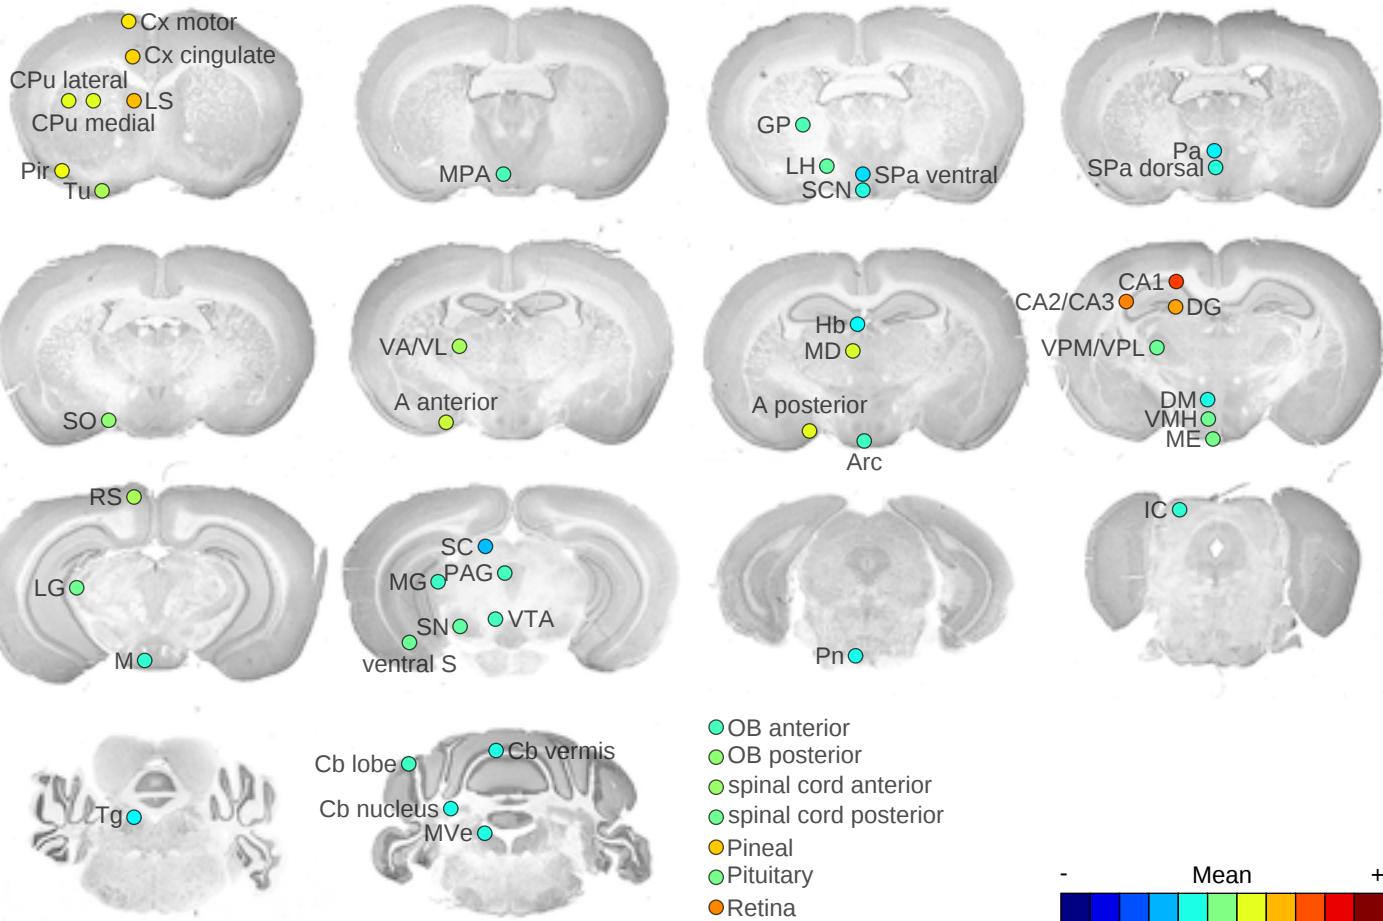 Cx motor
Cx cingulate
CPu lateral
LS
CPu medial
Pir
Tu
MPA
GP
LH
SPa ventral
SCN
Pa
SPa dorsal
SO
VA/VL
A anterior
Hb
MD
A posterior
Arc
CA1
CA2/CA3
DG
VPM/VPL
DM
VMH
ME
RS
LG
M
SC
MG
PAG
SN
VTA
ventral S
Pn
IC
Tg
Cb lobe
Cb vermis
Cb nucleus
MVe
OB anterior
OB posterior
spinal cord anterior
spinal cord posterior
Pineal
Pituitary
Retina
- Mean +